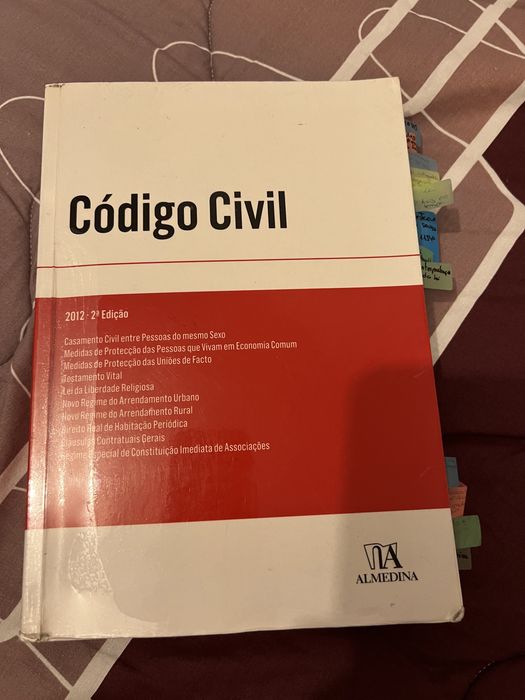 Código Civil
2012 - 2ª Edição
Casamento Civil entre Pessoas do mesmo Sexo
Medidas de Protecção das Pessoas que Vivam em Economia Comum
Medidas de Protecção das Uniões de Facto
Testamento Vital
Lei da Liberdade Religiosa
Novo Regime do Arrendamento Urbano
Novo Regime do Arrendamento Rural
Direito Real de Habitação Periódica
Cláusulas Contratuais Gerais
Regime Especial de Constituição Imediata de Associações
ALMEDINA